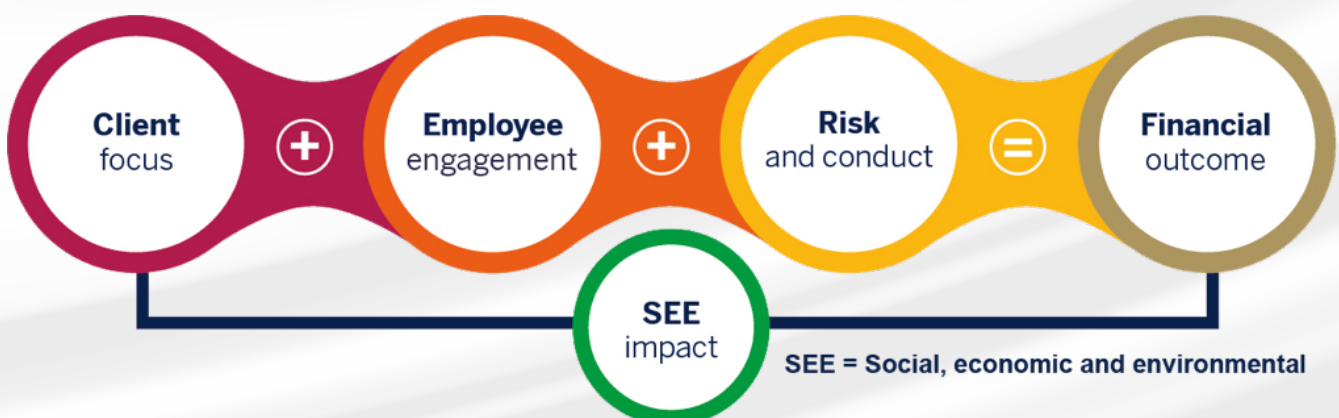 Client
focus
+
Employee
engagement
+
Risk
and conduct
=
Financial
outcome
SEE
impact
SEE = Social, economic and environmental